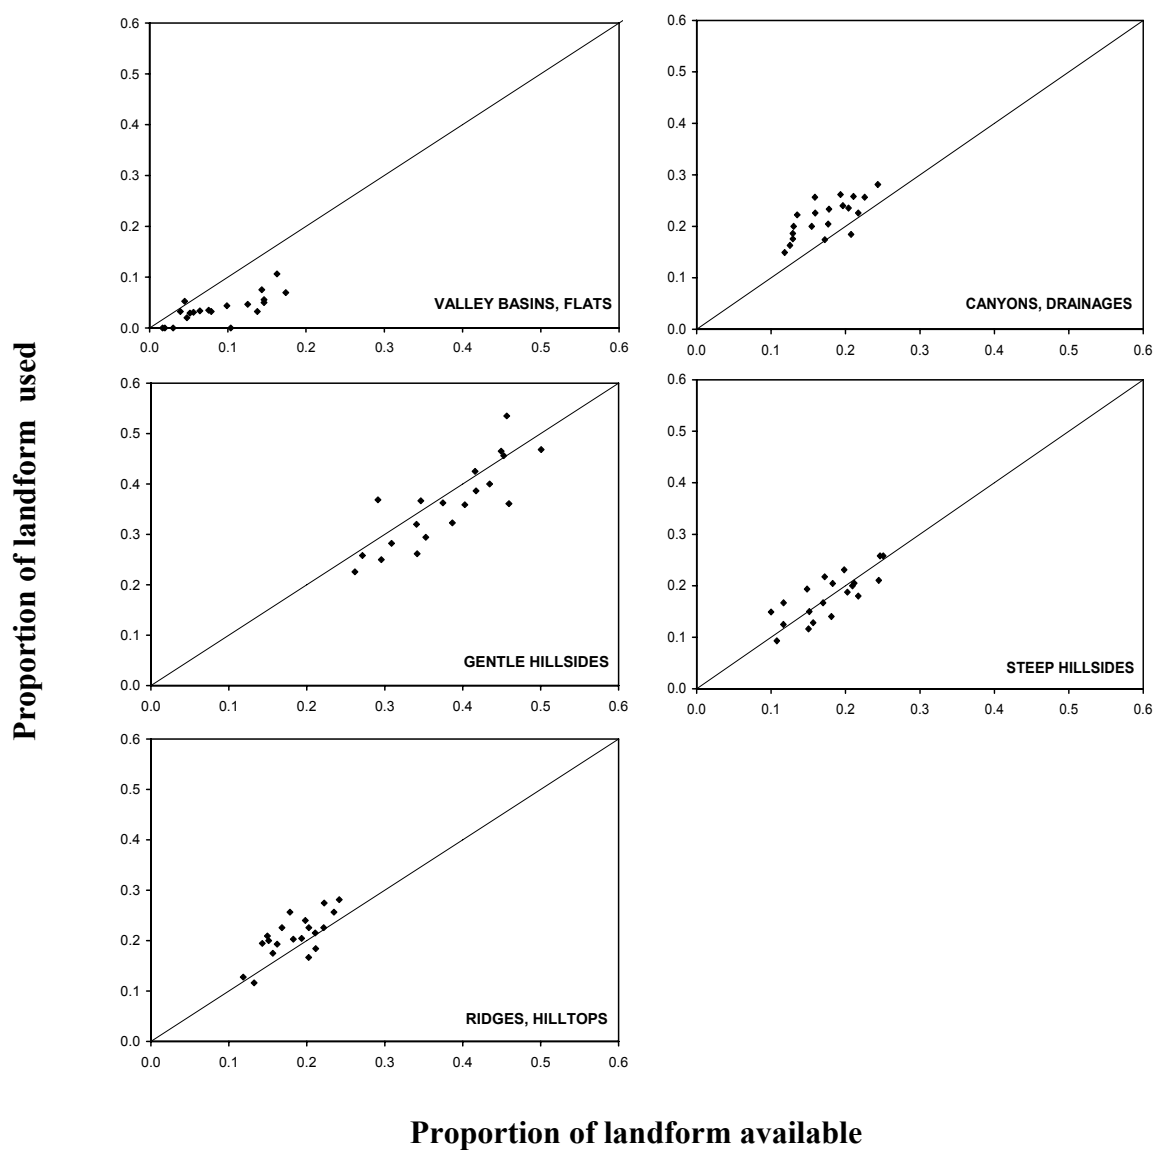 Proportion of landform used
0.6
0.5
0.4
0.3
0.2
0.1
0.0
VALLEY BASINS, FLATS
0.0 0.1 0.2 0.3 0.4 0.5 0.6
0.6
0.5
0.4
0.3
0.2
0.1
0.0
CANYONS, DRAINAGES
0.0 0.1 0.2 0.3 0.4 0.5 0.6
0.6
0.5
0.4
0.3
0.2
0.1
0.0
GENTLE HILLSIDES
0.0 0.1 0.2 0.3 0.4 0.5 0.6
0.6
0.5
0.4
0.3
0.2
0.1
0.0
STEEP HILLSIDES
0.0 0.1 0.2 0.3 0.4 0.5 0.6
0.6
0.5
0.4
0.3
0.2
0.1
0.0
RIDGES, HILLTOPS
0.0 0.1 0.2 0.3 0.4 0.5 0.6
Proportion of landform available